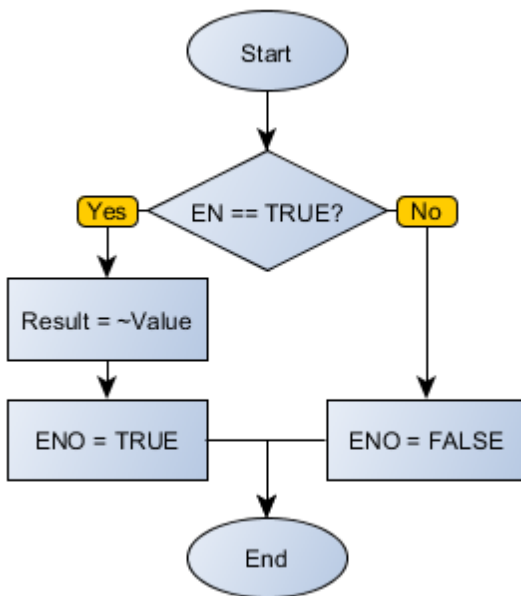 Start
EN == TRUE?
Yes
No
Result = ~Value
ENO = TRUE
ENO = FALSE
End